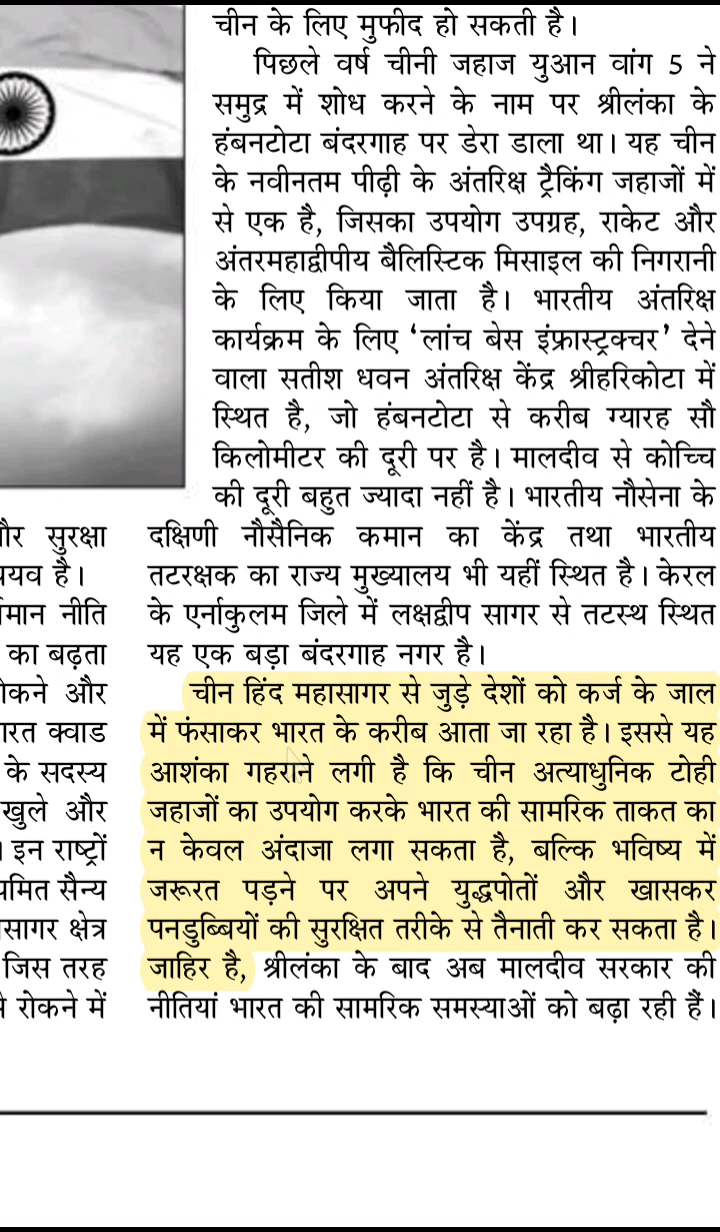 चीन के लिए मुफीद हो सकती है।
पिछले वर्ष चीनी जहाज युआन वांग 5 ने
समुद्र में शोध करने के नाम पर श्रीलंका के
हंबनटोटा बंदरगाह पर डेरा डाला था। यह चीन
के नवीनतम पीढ़ी के अंतरिक्ष ट्रैकिंग जहाजों में
से एक है, जिसका उपयोग उपग्रह, राकेट और
अंतरमहाद्वीपीय बैलिस्टिक मिसाइल की निगरानी
के लिए किया जाता है। भारतीय अंतरिक्ष
कार्यक्रम के लिए ‘लांच बेस इंफ्रास्ट्रक्चर’ देने
वाला सतीश धवन अंतरिक्ष केंद्र श्रीहरिकोटा में
स्थित है, जो हंबनटोटा से करीब ग्यारह सौ
किलोमीटर की दूरी पर है। मालदीव से कोच्चि
की दूरी बहुत ज्यादा नहीं है। भारतीय नौसेना के
दक्षिणी नौसैनिक कमान का केंद्र तथा भारतीय
तटरक्षक का राज्य मुख्यालय भी यहीं स्थित है। केरल
के एर्नाकुलम जिले में लक्षद्वीप सागर से तटस्थ स्थित
यह एक बड़ा बंदरगाह नगर है।
चीन हिंद महासागर से जुड़े देशों को कर्ज के जाल
में फंसाकर भारत के करीब आता जा रहा है। इससे यह
आशंका गहराने लगी है कि चीन अत्याधुनिक टोही
जहाजों का उपयोग करके भारत की सामरिक ताकत का
न केवल अंदाजा लगा सकता है, बल्कि भविष्य में
जरूरत पड़ने पर अपने युद्धपोतों और खासकर
पनडुब्बियों की सुरक्षित तरीके से तैनाती कर सकता है।
जाहिर है, श्रीलंका के बाद अब मालदीव सरकार की
नीतियां भारत की सामरिक समस्याओं को बढ़ा रही हैं।
सुरक्षा
है।
नीति
का बढ़ता
और
क्वाड
के सदस्य
खुले और
इन राष्ट्रों
सैन्य
क्षेत्र
जिस तरह
रोकने में